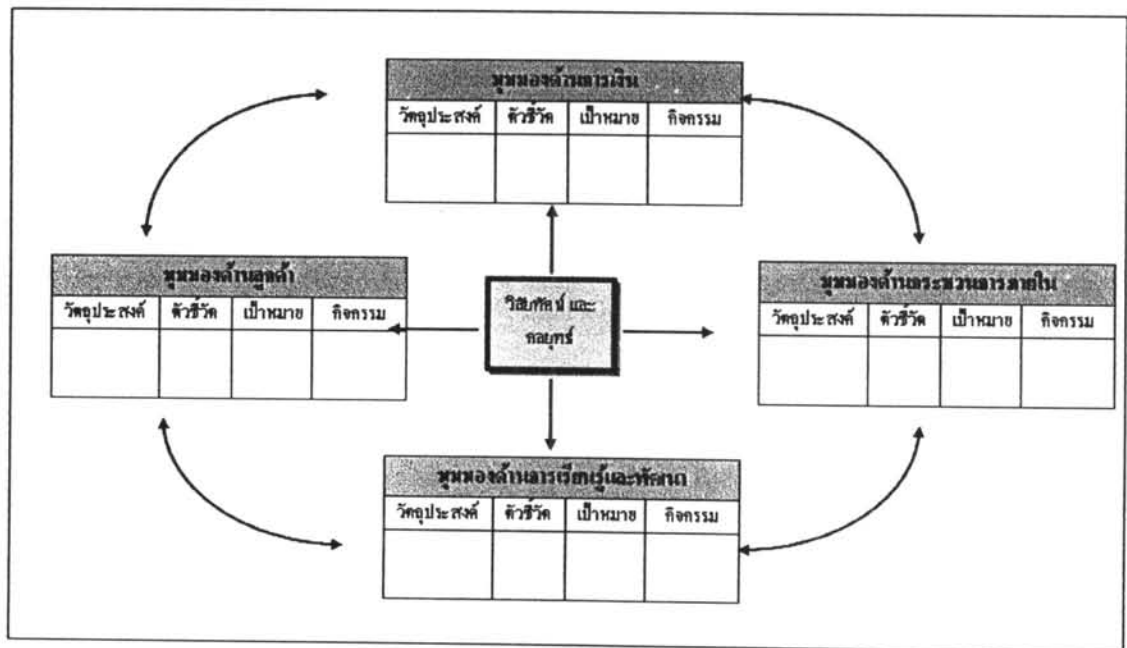 มุมมองด้านการเงิน
วัตถุประสงค์ ตัวชี้วัด เป้าหมาย กิจกรรม
มุมมองด้านลูกค้า
วัตถุประสงค์ ตัวชี้วัด เป้าหมาย กิจกรรม
วิสัยทัศน์ และ
กลยุทธ์
มุมมองด้านกระบวนการภายใน
วัตถุประสงค์ ตัวชี้วัด เป้าหมาย กิจกรรม
มุมมองด้านการเรียนรู้และพัฒนา
วัตถุประสงค์ ตัวชี้วัด เป้าหมาย กิจกรรม